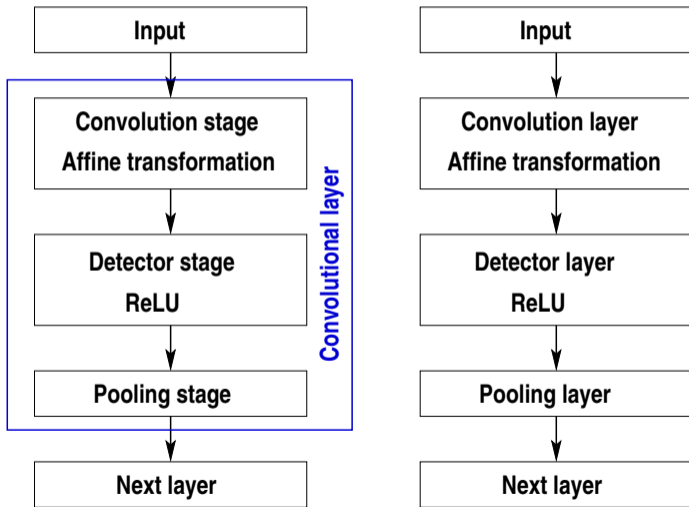 Input
Convolution stage
Affine transformation
Detector stage
ReLU
Pooling stage
Next layer
Convolutional layer
Input
Convolution layer
Affine transformation
Detector layer
ReLU
Pooling layer
Next layer